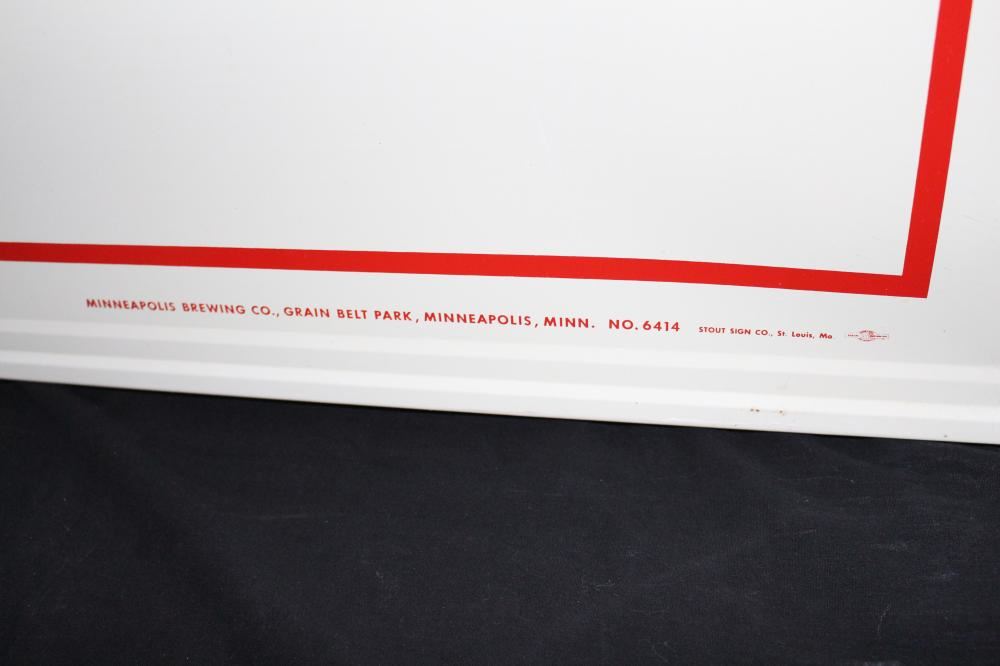 MINNEAPOLIS BREWING CO., GRAIN BELT PARK, MINNEAPOLIS, MINN. NO. 6414 STOUT SIGN CO., St. Louis, Mo.